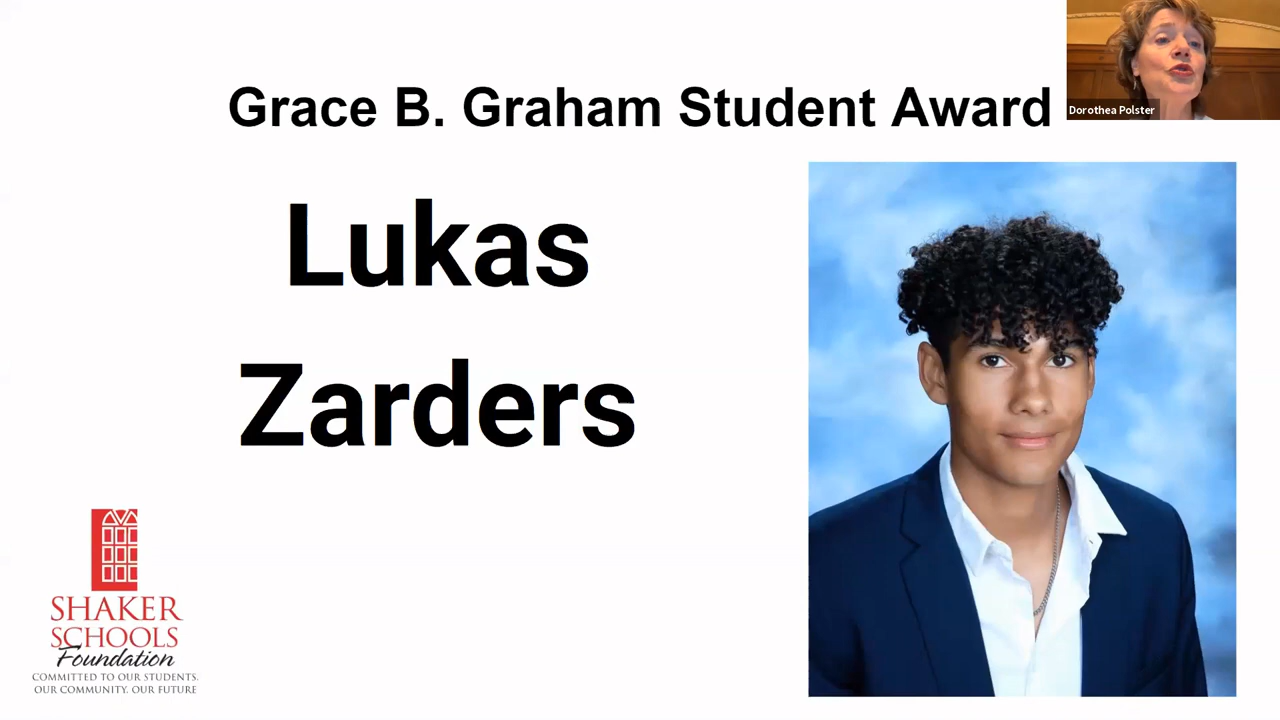 Grace B. Graham Student Award
Dorothea Polster
Lukas
Zarders
SHAKER
SCHOOLS
Foundation
COMMITTED TO OUR STUDENTS,
OUR COMMUNITY, OUR FUTURE